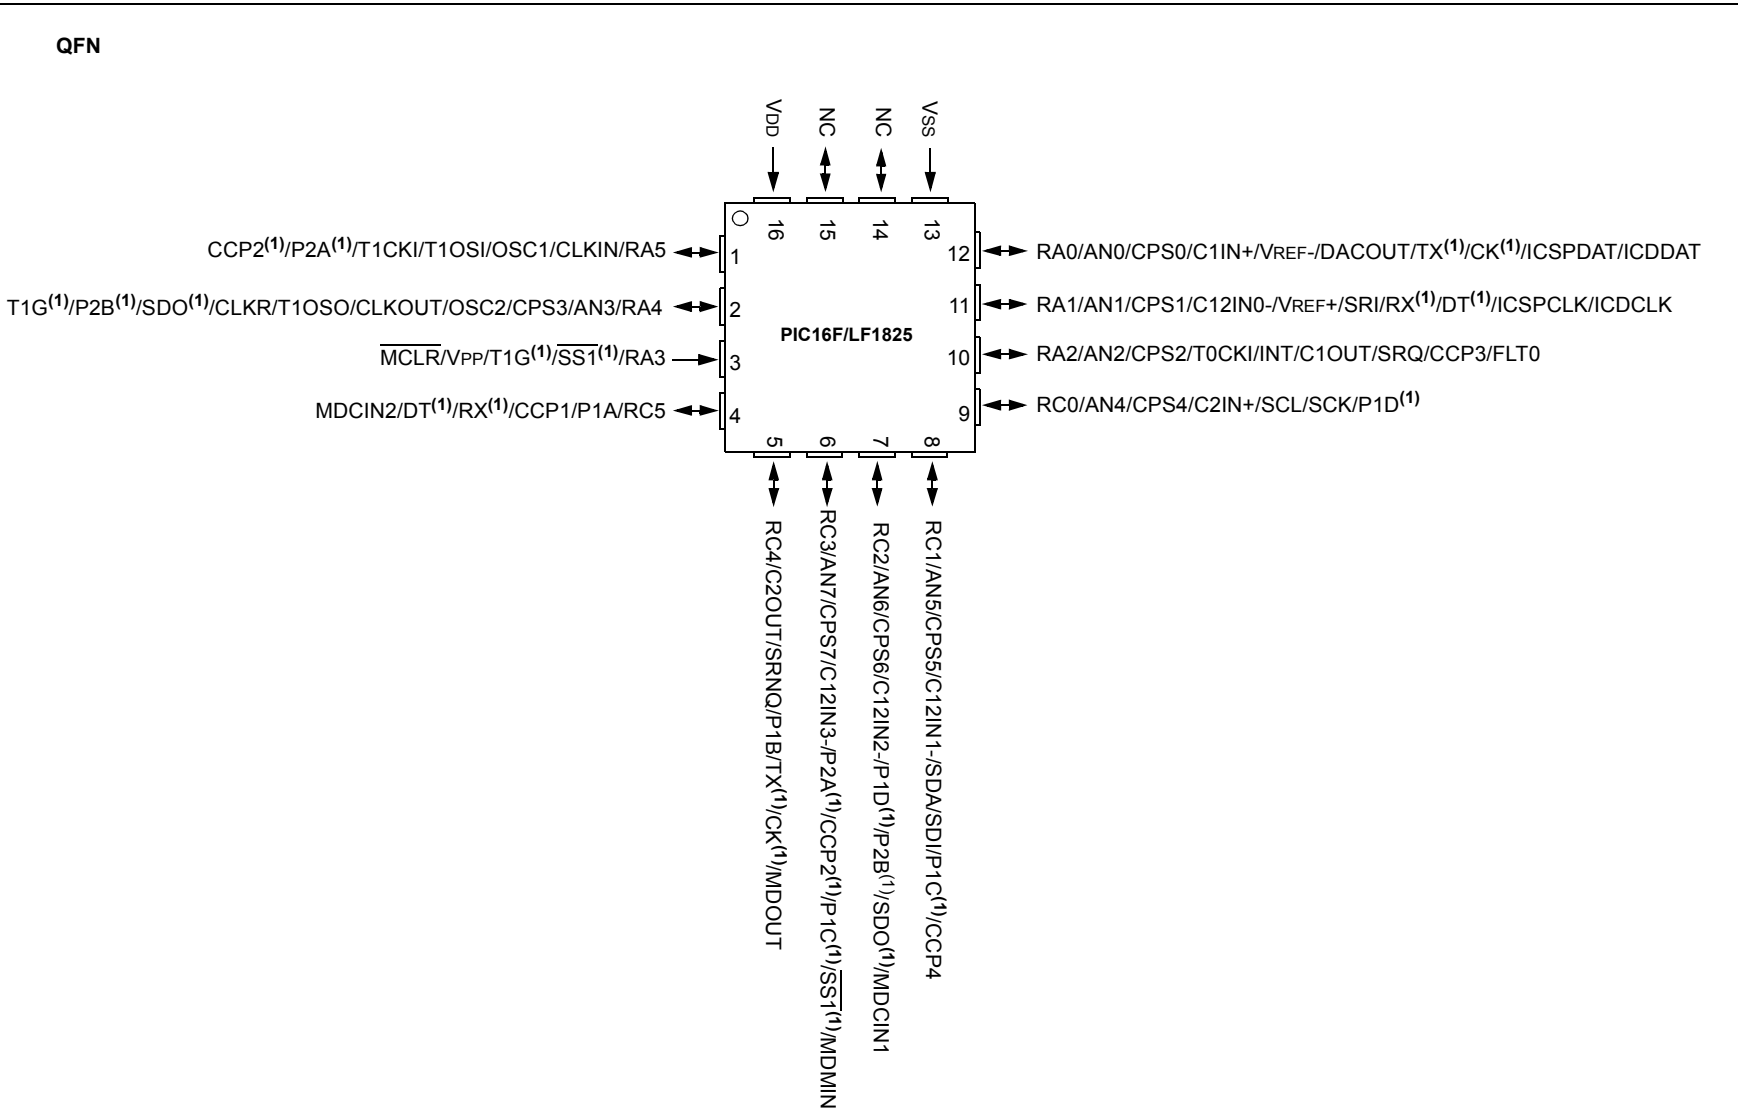 QFN
VDD
NC
NC
VSS
16
15
14
13
CCP2(1)/P2A(1)/T1CKI/T1OSI/OSC1/CLKIN/RA5
1
12
RA0/AN0/CPS0/C1IN+/VREF-/DACOUT/TX(1)/CK(1)/ICSPDAT/ICDDAT
T1G(1)/P2B(1)/SDO(1)/CLKR/T1OSO/CLKOUT/OSC2/CPS3/AN3/RA4
2
11
RA1/AN1/CPS1/C12IN0-/VREF+/SRI/RX(1)/DT(1)/ICSPCLK/ICDCLK
PIC16F/LF1825
MCLR/VPP/T1G(1)/SS1(1)/RA3
3
10
RA2/AN2/CPS2/T0CKI/INT/C1OUT/SRQ/CCP3/FLT0
MDCIN2/DT(1)/RX(1)/CCP1/P1A/RC5
4
9
RC0/AN4/CPS4/C2IN+/SCL/SCK/P1D(1)
5
6
7
8
RC4/C2OUT/SRNQ/P1B/TX(1)/CK(1)/MDOUT
RC3/AN7/CPS7/C12IN3-/P2A(1)/CCP2(1)/P1C(1)/SS1(1)/MDMIN
RC2/AN6/CPS6/C12IN2-/P1D(1)/P2B(1)/SDO(1)/MDCIN1
RC1/AN5/CPS5/C12IN1-/SDA/SDI/P1C(1)/CCP4